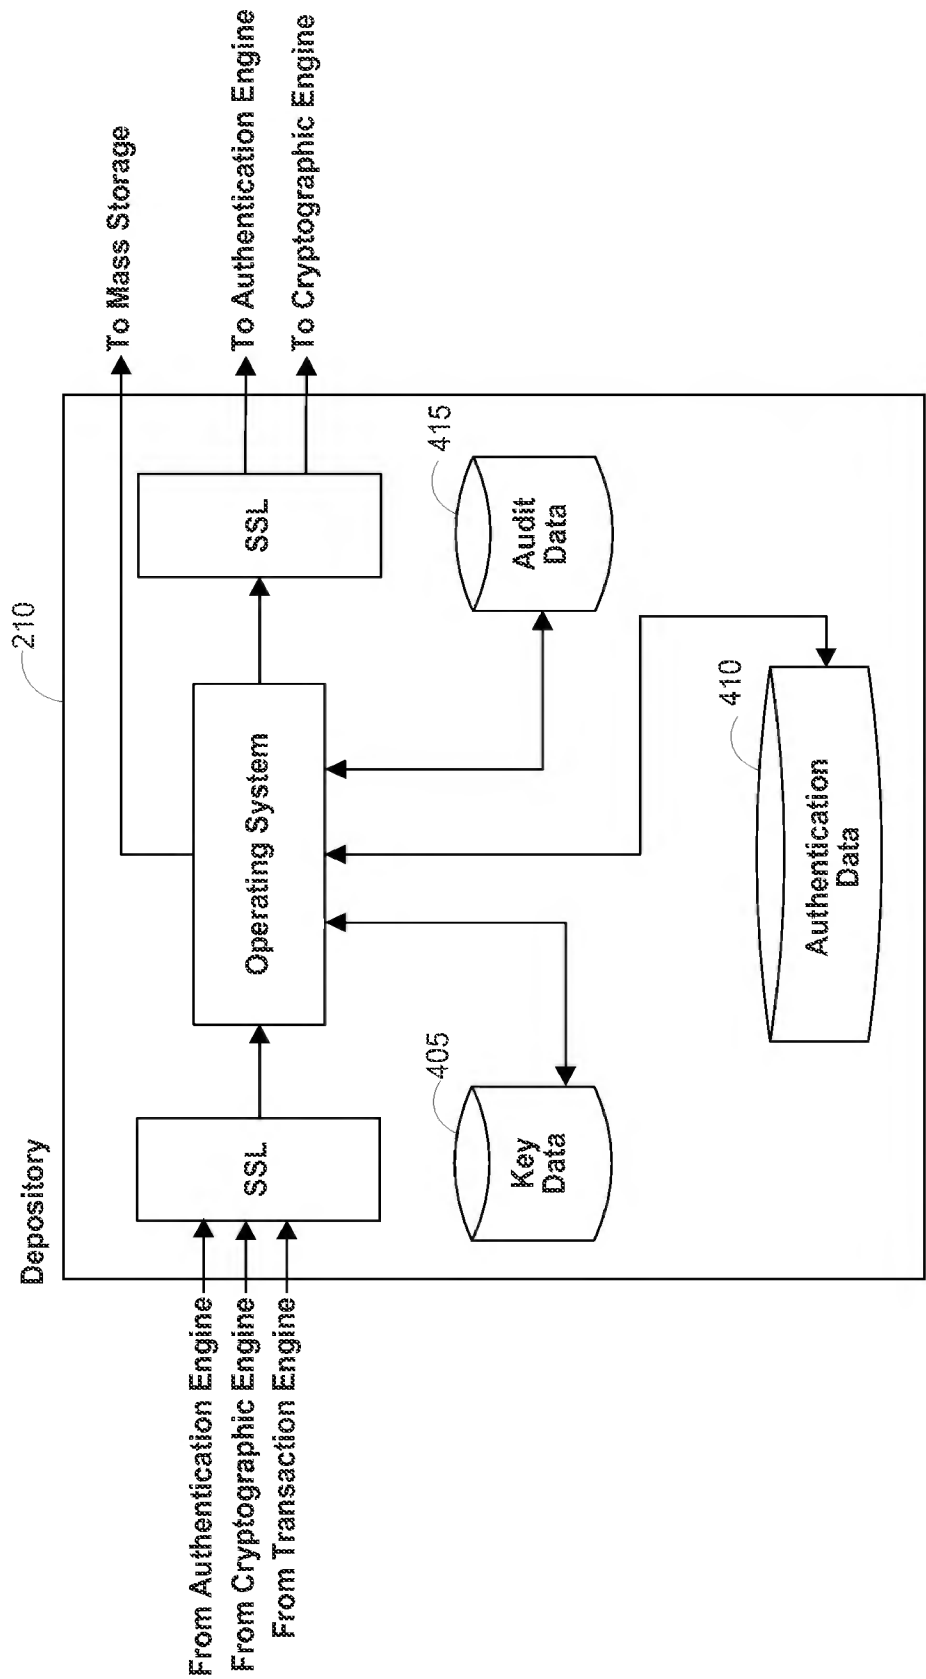 Depository
210
To Mass Storage
From Authentication Engine
From Cryptographic Engine
From Transaction Engine
SSL
Operating System
SSL
To Authentication Engine
To Cryptographic Engine
405
Key
Data
415
Audit
Data
410
Authentication
Data